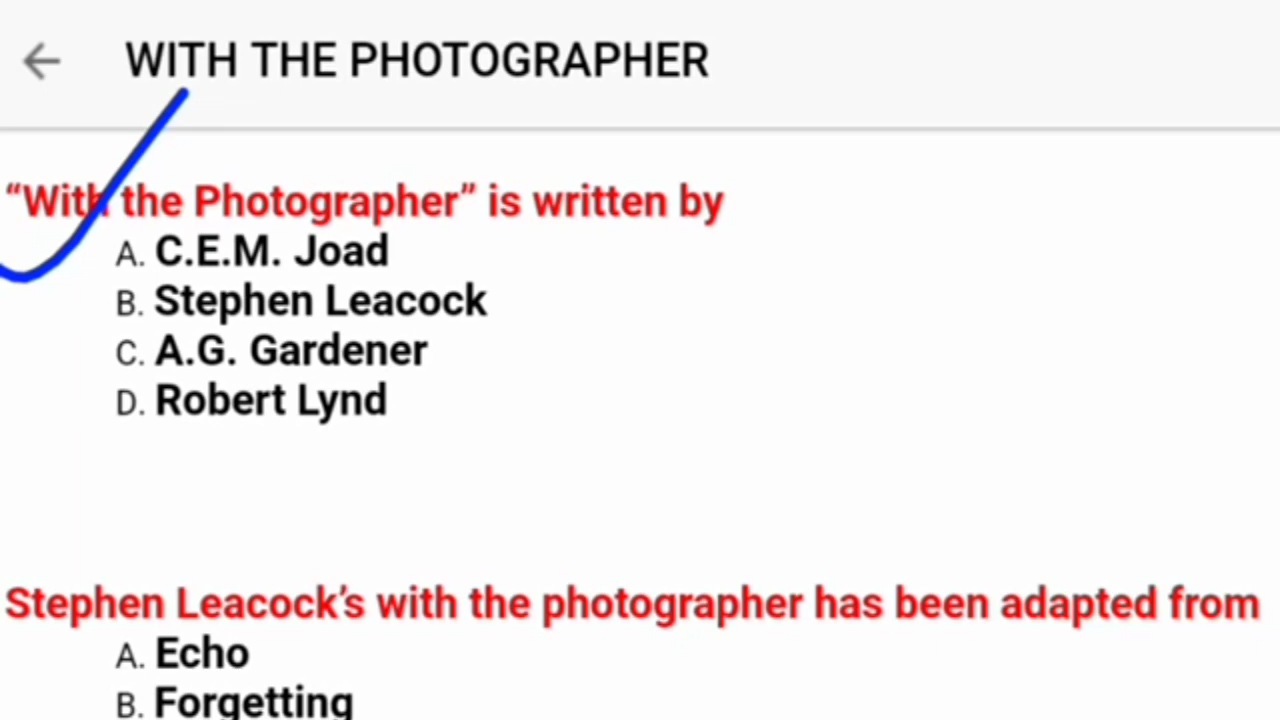 WITH THE PHOTOGRAPHER
“With the Photographer” is written by
A. C.E.M. Joad
B. Stephen Leacock
C. A.G. Gardener
D. Robert Lynd
Stephen Leacock’s with the photographer has been adapted from
A. Echo
B. Forgetting